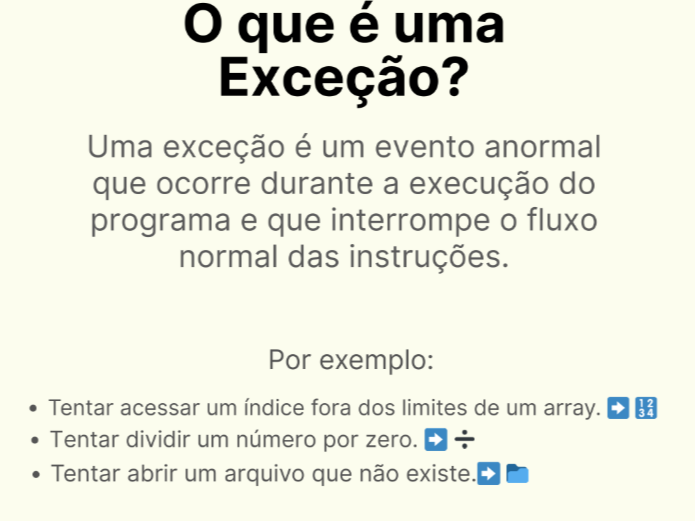 O que é uma
Exceção?
Uma exceção é um evento anormal
que ocorre durante a execução do
programa e que interrompe o fluxo
normal das instruções.
Por exemplo:
• Tentar acessar um índice fora dos limites de um array. ➡️ 🔢
• Tentar dividir um número por zero. ➡️ ➗
• Tentar abrir um arquivo que não existe.➡️ 📁